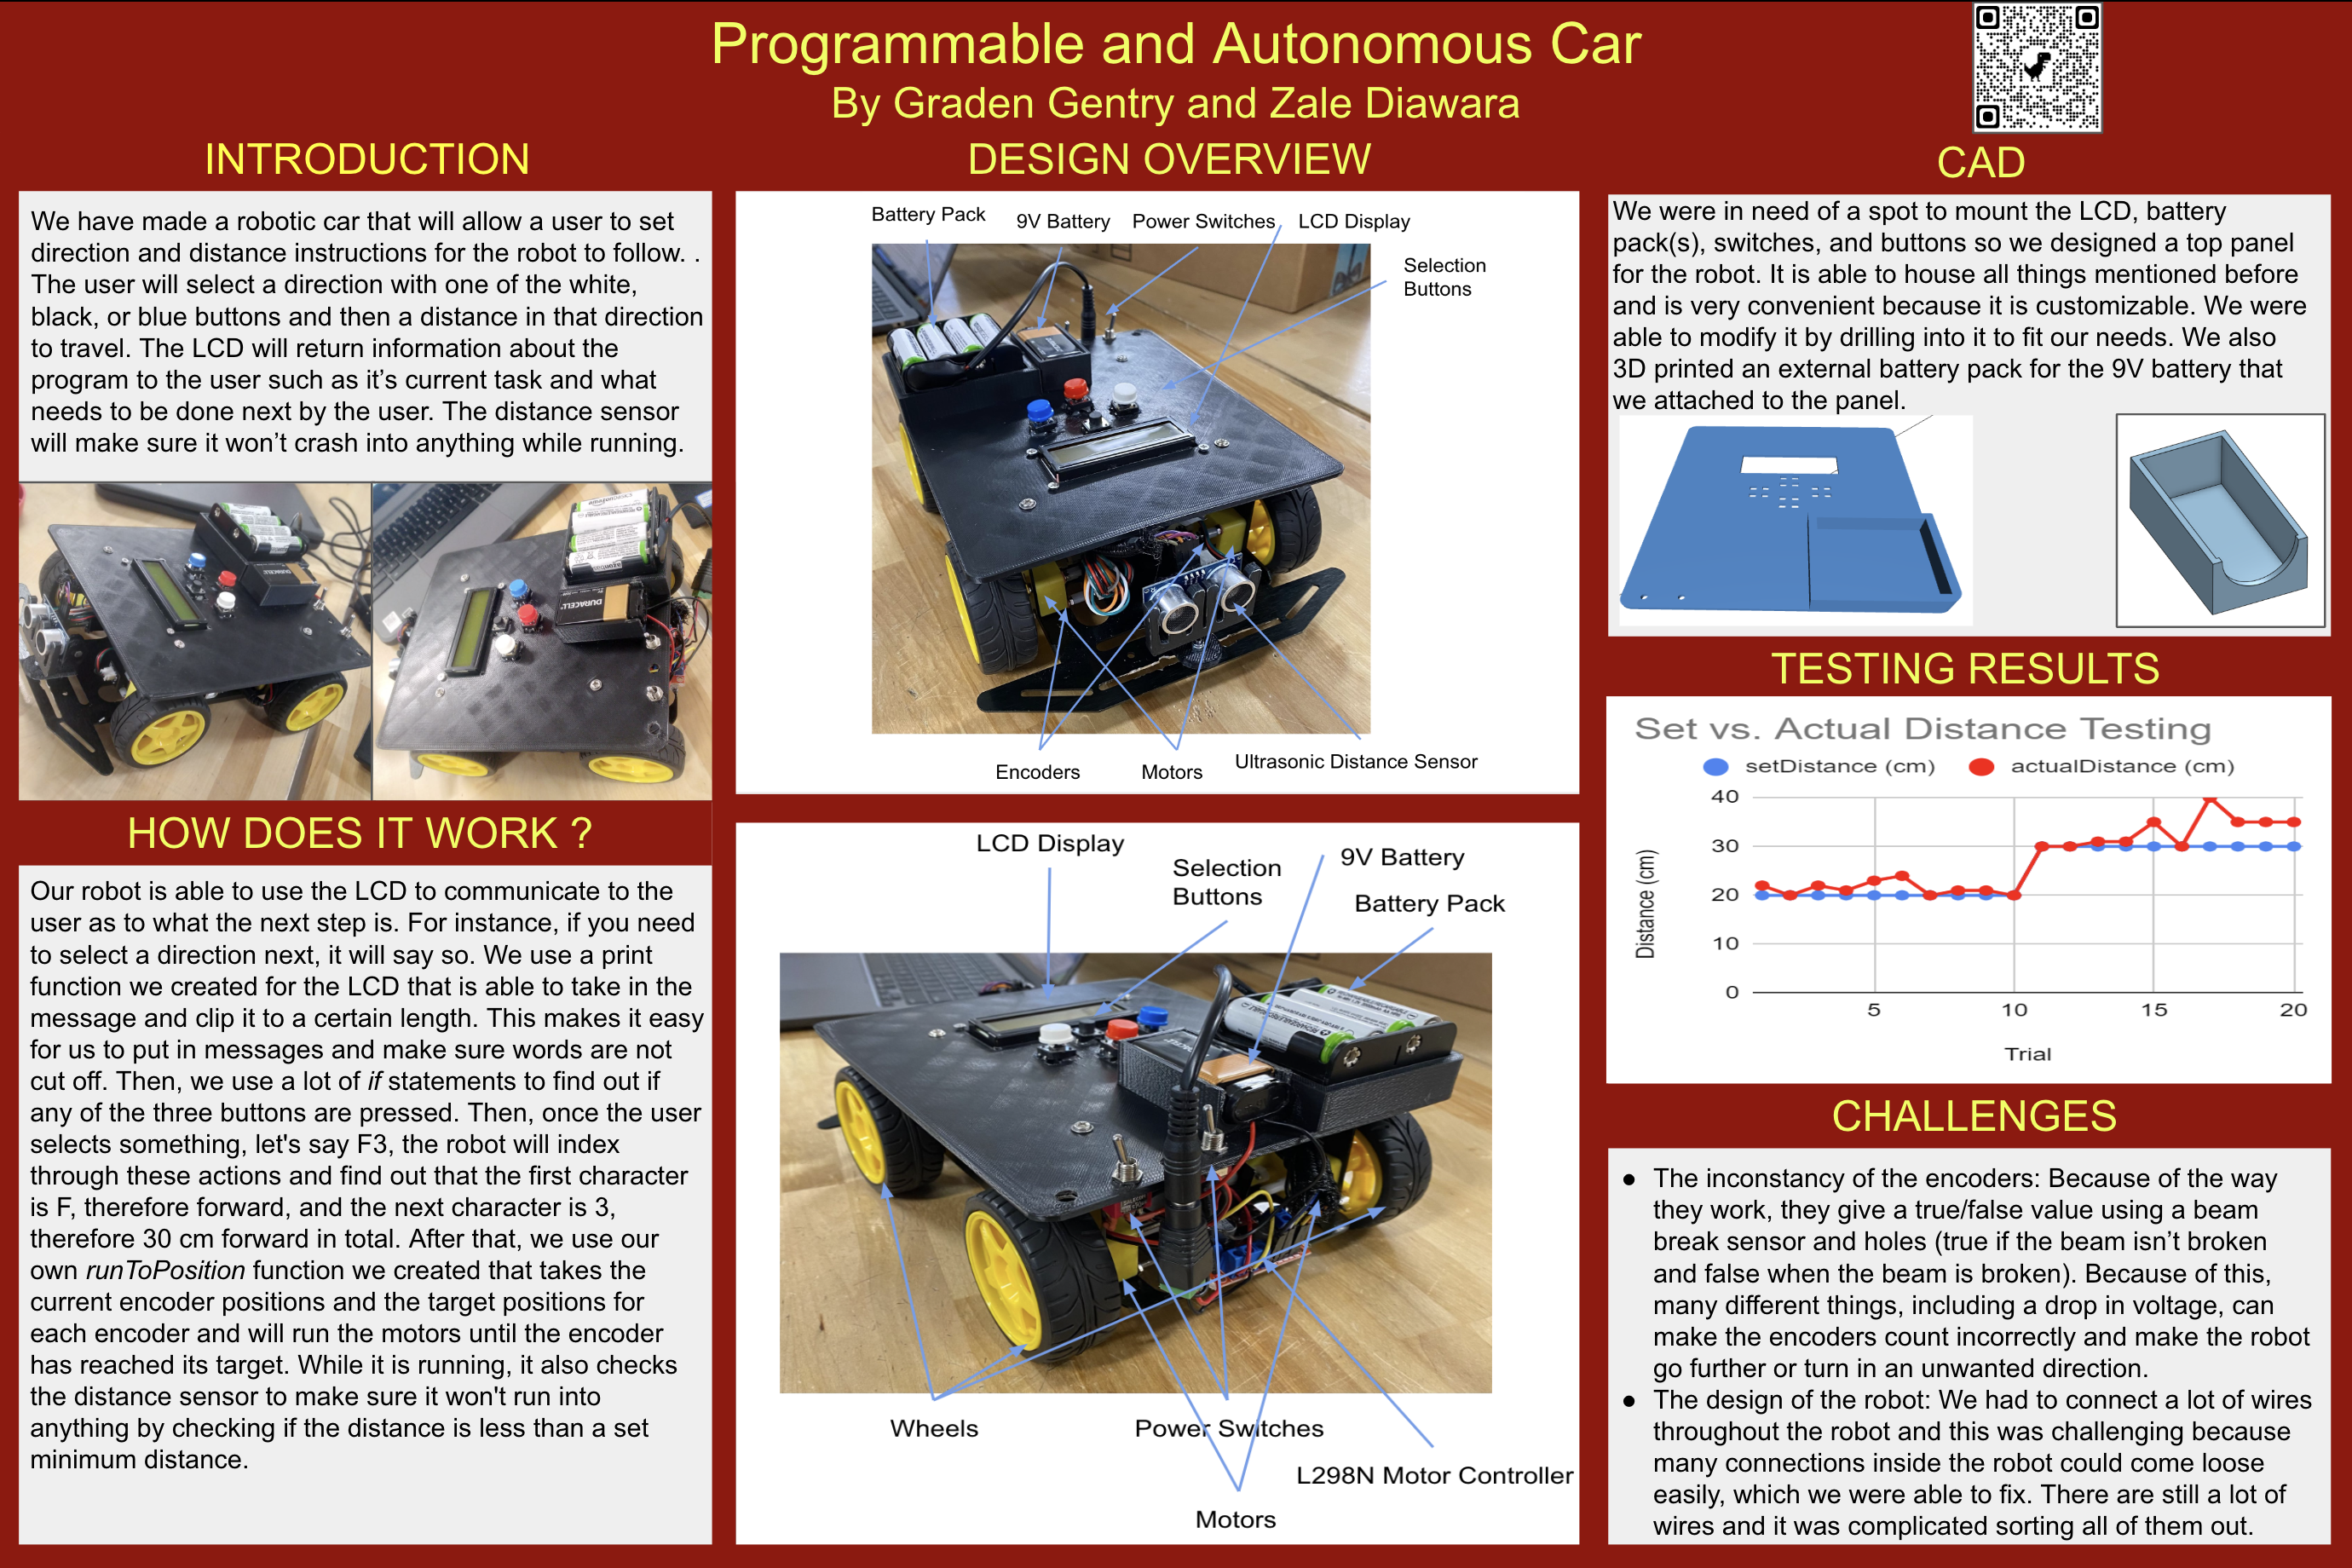 Programmable and Autonomous Car
By Graden Gentry and Zale Diawara
INTRODUCTION
We have made a robotic car that will allow a user to set
direction and distance instructions for the robot to follow. .
The user will select a direction with one of the white,
black, or blue buttons and then a distance in that direction
to travel. The LCD will return information about the
program to the user such as it’s current task and what
needs to be done next by the user. The distance sensor
will make sure it won’t crash into anything while running.
DURACELL
HOW DOES IT WORK ?
Our robot is able to use the LCD to communicate to the
user as to what the next step is. For instance, if you need
to select a direction next, it will say so. We use a print
function we created for the LCD that is able to take in the
message and clip it to a certain length. This makes it easy
for us to put in messages and make sure words are not
cut off. Then, we use a lot of if statements to find out if
any of the three buttons are pressed. Then, once the user
selects something, let's say F3, the robot will index
through these actions and find out that the first character
is F, therefore forward, and the next character is 3,
therefore 30 cm forward in total. After that, we use our
own runToPosition function we created that takes the
current encoder positions and the target positions for
each encoder and will run the motors until the encoder
has reached its target. While it is running, it also checks
the distance sensor to make sure it won't run into
anything by checking if the distance is less than a set
minimum distance.
DESIGN OVERVIEW
Battery Pack
9V Battery
Power Switches
LCD Display
Selection
Buttons
Encoders
Motors
Ultrasonic Distance Sensor
LCD Display
Selection
Buttons
9V Battery
Battery Pack
Wheels
Power Switches
L298N Motor Controller
Motors
CAD
We were in need of a spot to mount the LCD, battery
pack(s), switches, and buttons so we designed a top panel
for the robot. It is able to house all things mentioned before
and is very convenient because it is customizable. We were
able to modify it by drilling into it to fit our needs. We also
3D printed an external battery pack for the 9V battery that
we attached to the panel.
TESTING RESULTS
Set vs. Actual Distance Testing
setDistance (cm) actualDistance (cm)
Distance (cm)
40
30
20
10
0
5 10 15 20
Trial
CHALLENGES
● The inconstancy of the encoders: Because of the way
they work, they give a true/false value using a beam
break sensor and holes (true if the beam isn’t broken
and false when the beam is broken). Because of this,
many different things, including a drop in voltage, can
make the encoders count incorrectly and make the robot
go further or turn in an unwanted direction.
● The design of the robot: We had to connect a lot of wires
throughout the robot and this was challenging because
many connections inside the robot could come loose
easily, which we were able to fix. There are still a lot of
wires and it was complicated sorting all of them out.